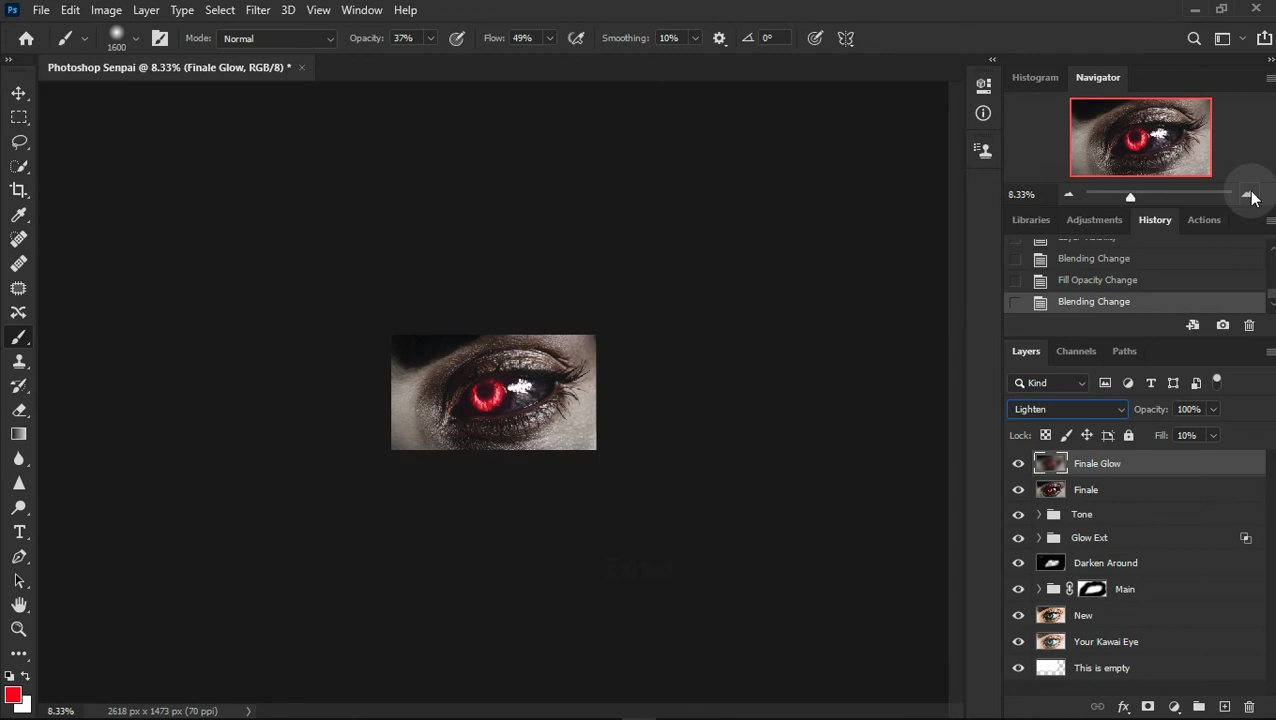 Ps File Edit Image Layer Type Select Filter 3D View Window Help
1600 Mode: Normal Opacity: 37% Flow: 49% Smoothing: 10% 0°
Photoshop Senpai @ 8.33% (Finale Glow, RGB/8) *
Histogram Navigator
8.33%
Libraries Adjustments History Actions
Blending Change
Fill Opacity Change
Blending Change
Layers Channels Paths
Kind
Lighten Opacity: 100%
Lock: Fill: 10%
Finale Glow
Finale
Tone
Glow Ext
Darken Around
Main
New
Your Kawai Eye
This is empty
8.33% 2618 px x 1473 px (70 ppi)
fx